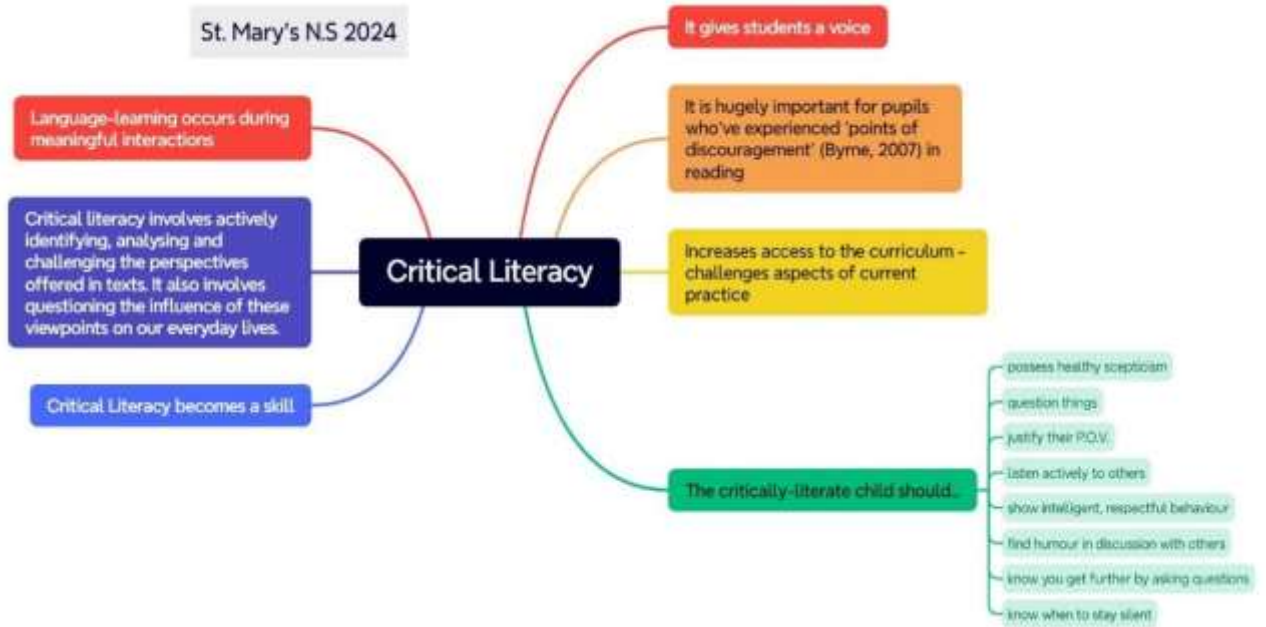 St. Mary's N.S 2024
Language-learning occurs during
meaningful interactions
Critical literacy involves actively
identifying, analysing and
challenging the perspectives
offered in texts. It also involves
questioning the influence of these
viewpoints on our everyday lives.
Critical Literacy becomes a skill
Critical Literacy
It gives students a voice
It is hugely important for pupils
who've experienced 'points of
discouragement' (Byrne, 2007) in
reading
Increases access to the curriculum -
challenges aspects of current
practice
The critically-literate child should...
possess healthy scepticism
question things
justify their P.O.V.
listen actively to others
show intelligent, respectful behaviour
find humour in discussion with others
know you get further by asking questions
know when to stay silent